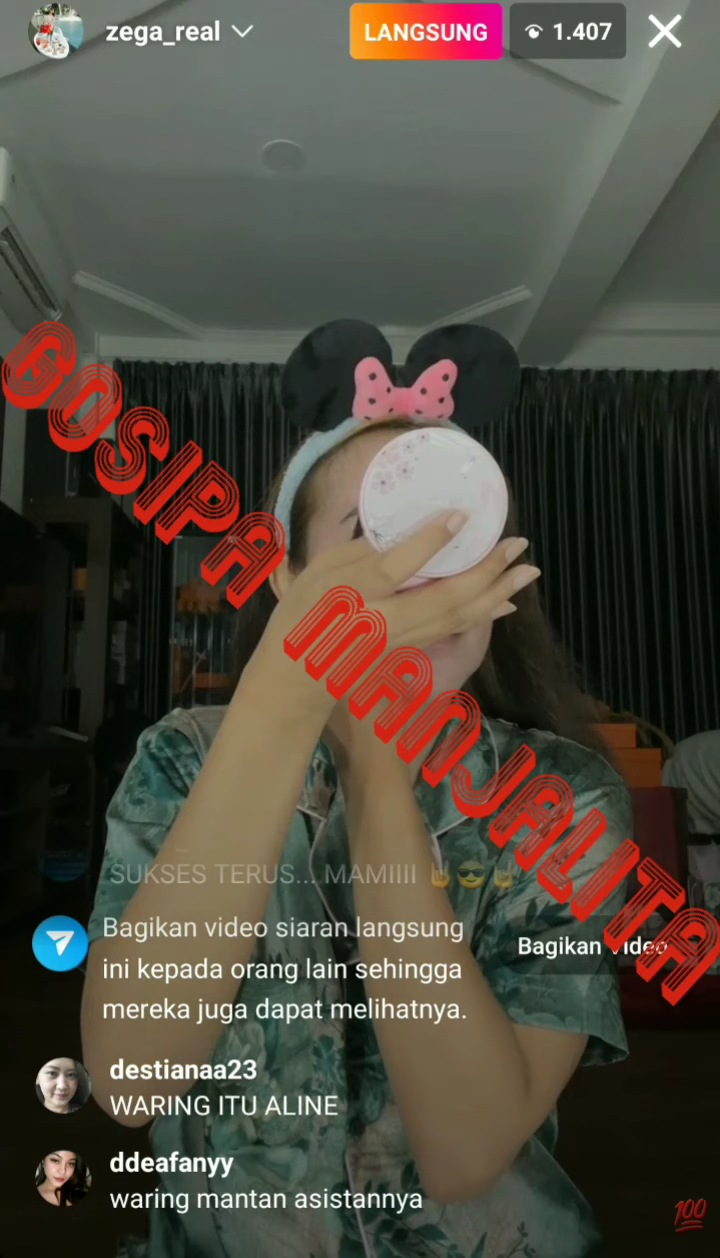 zega_real
LANGSUNG
1.407
GOSIPA MANJALITA
SUKSES TERUS... MAMIIII 🤘😎🤘
Bagikan video siaran langsung
ini kepada orang lain sehingga
mereka juga dapat melihatnya.
Bagikan video
destianaa23
WARING ITU ALINE
ddeafanyy
waring mantan asistannya
💯